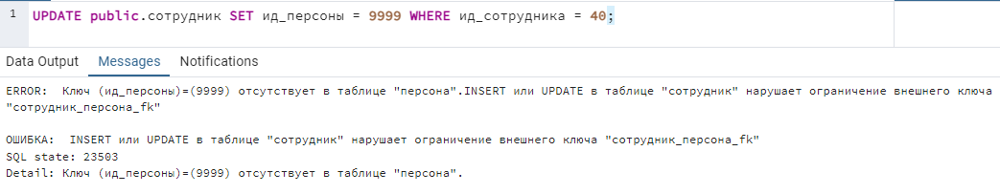 1 UPDATE public.сотрудник SET ид_персоны = 9999 WHERE ид_сотрудника = 40;
Data Output Messages Notifications
ERROR:  Ключ (ид_персоны)=(9999) отсутствует в таблице "персона".INSERT или UPDATE в таблице "сотрудник" нарушает ограничение внешнего ключа
"сотрудник_персона_fk"
ОШИБКА:  INSERT или UPDATE в таблице "сотрудник" нарушает ограничение внешнего ключа "сотрудник_персона_fk"
SQL state: 23503
Detail: Ключ (ид_персоны)=(9999) отсутствует в таблице "персона".